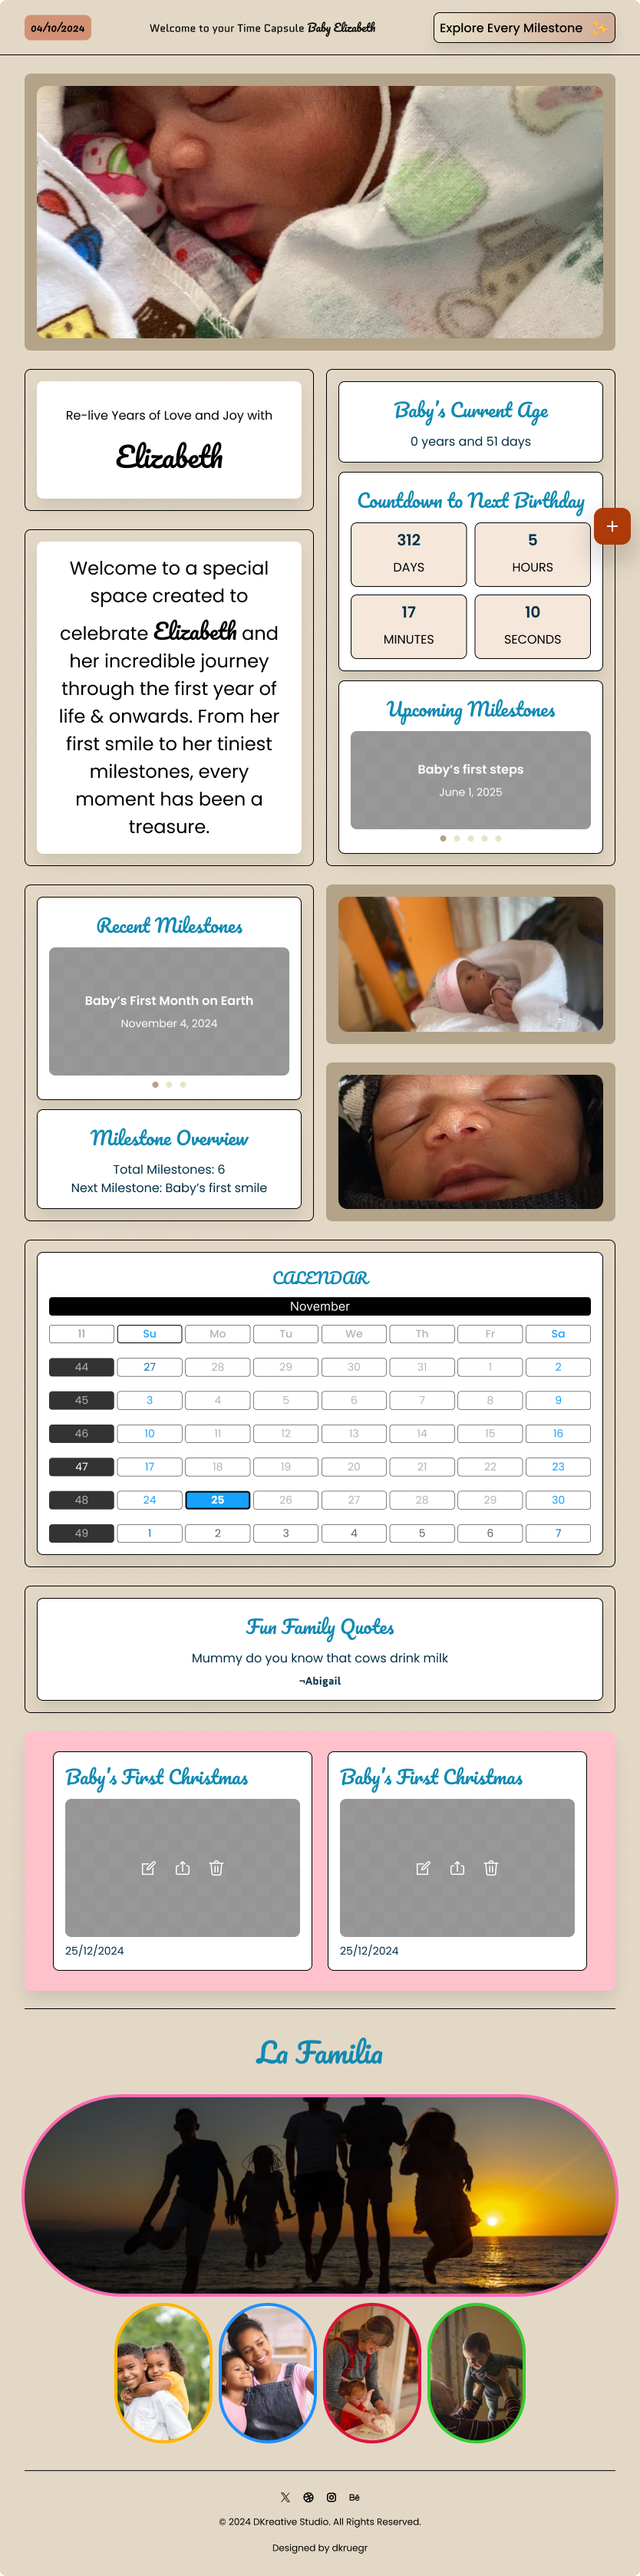 04/10/2024
Welcome to your Time Capsule Baby Elizabeth
Explore Every Milestone ✨
Re-live Years of Love and Joy with
Elizabeth
Welcome to a special
space created to
celebrate Elizabeth and
her incredible journey
through the first year of
life & onwards. From her
first smile to her tiniest
milestones, every
moment has been a
treasure.
Baby's Current Age
0 years and 51 days
Countdown to Next Birthday
312
DAYS
5
HOURS
17
MINUTES
10
SECONDS
+
Upcoming Milestones
Baby's first steps
June 1, 2025
Recent Milestones
Baby's First Month on Earth
November 4, 2024
Milestone Overview
Total Milestones: 6
Next Milestone: Baby's first smile
CALENDAR
November
11 Su Mo Tu We Th Fr Sa
44 27 28 29 30 31 1 2
45 3 4 5 6 7 8 9
46 10 11 12 13 14 15 16
47 17 18 19 20 21 22 23
48 24 25 26 27 28 29 30
49 1 2 3 4 5 6 7
Fun Family Quotes
Mummy do you know that cows drink milk
¬Abigail
Baby's First Christmas
25/12/2024
Baby's First Christmas
25/12/2024
La Familia
© 2024 DKreative Studio. All Rights Reserved.
Designed by dkruegr